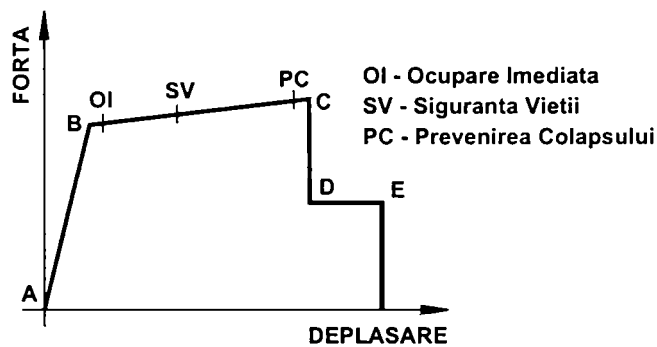 FORTA
B
OI
SV
PC
C
D
E
A
DEPLASARE
OI - Ocupare Imediata
SV - Siguranta Vietii
PC - Prevenirea Colapsului